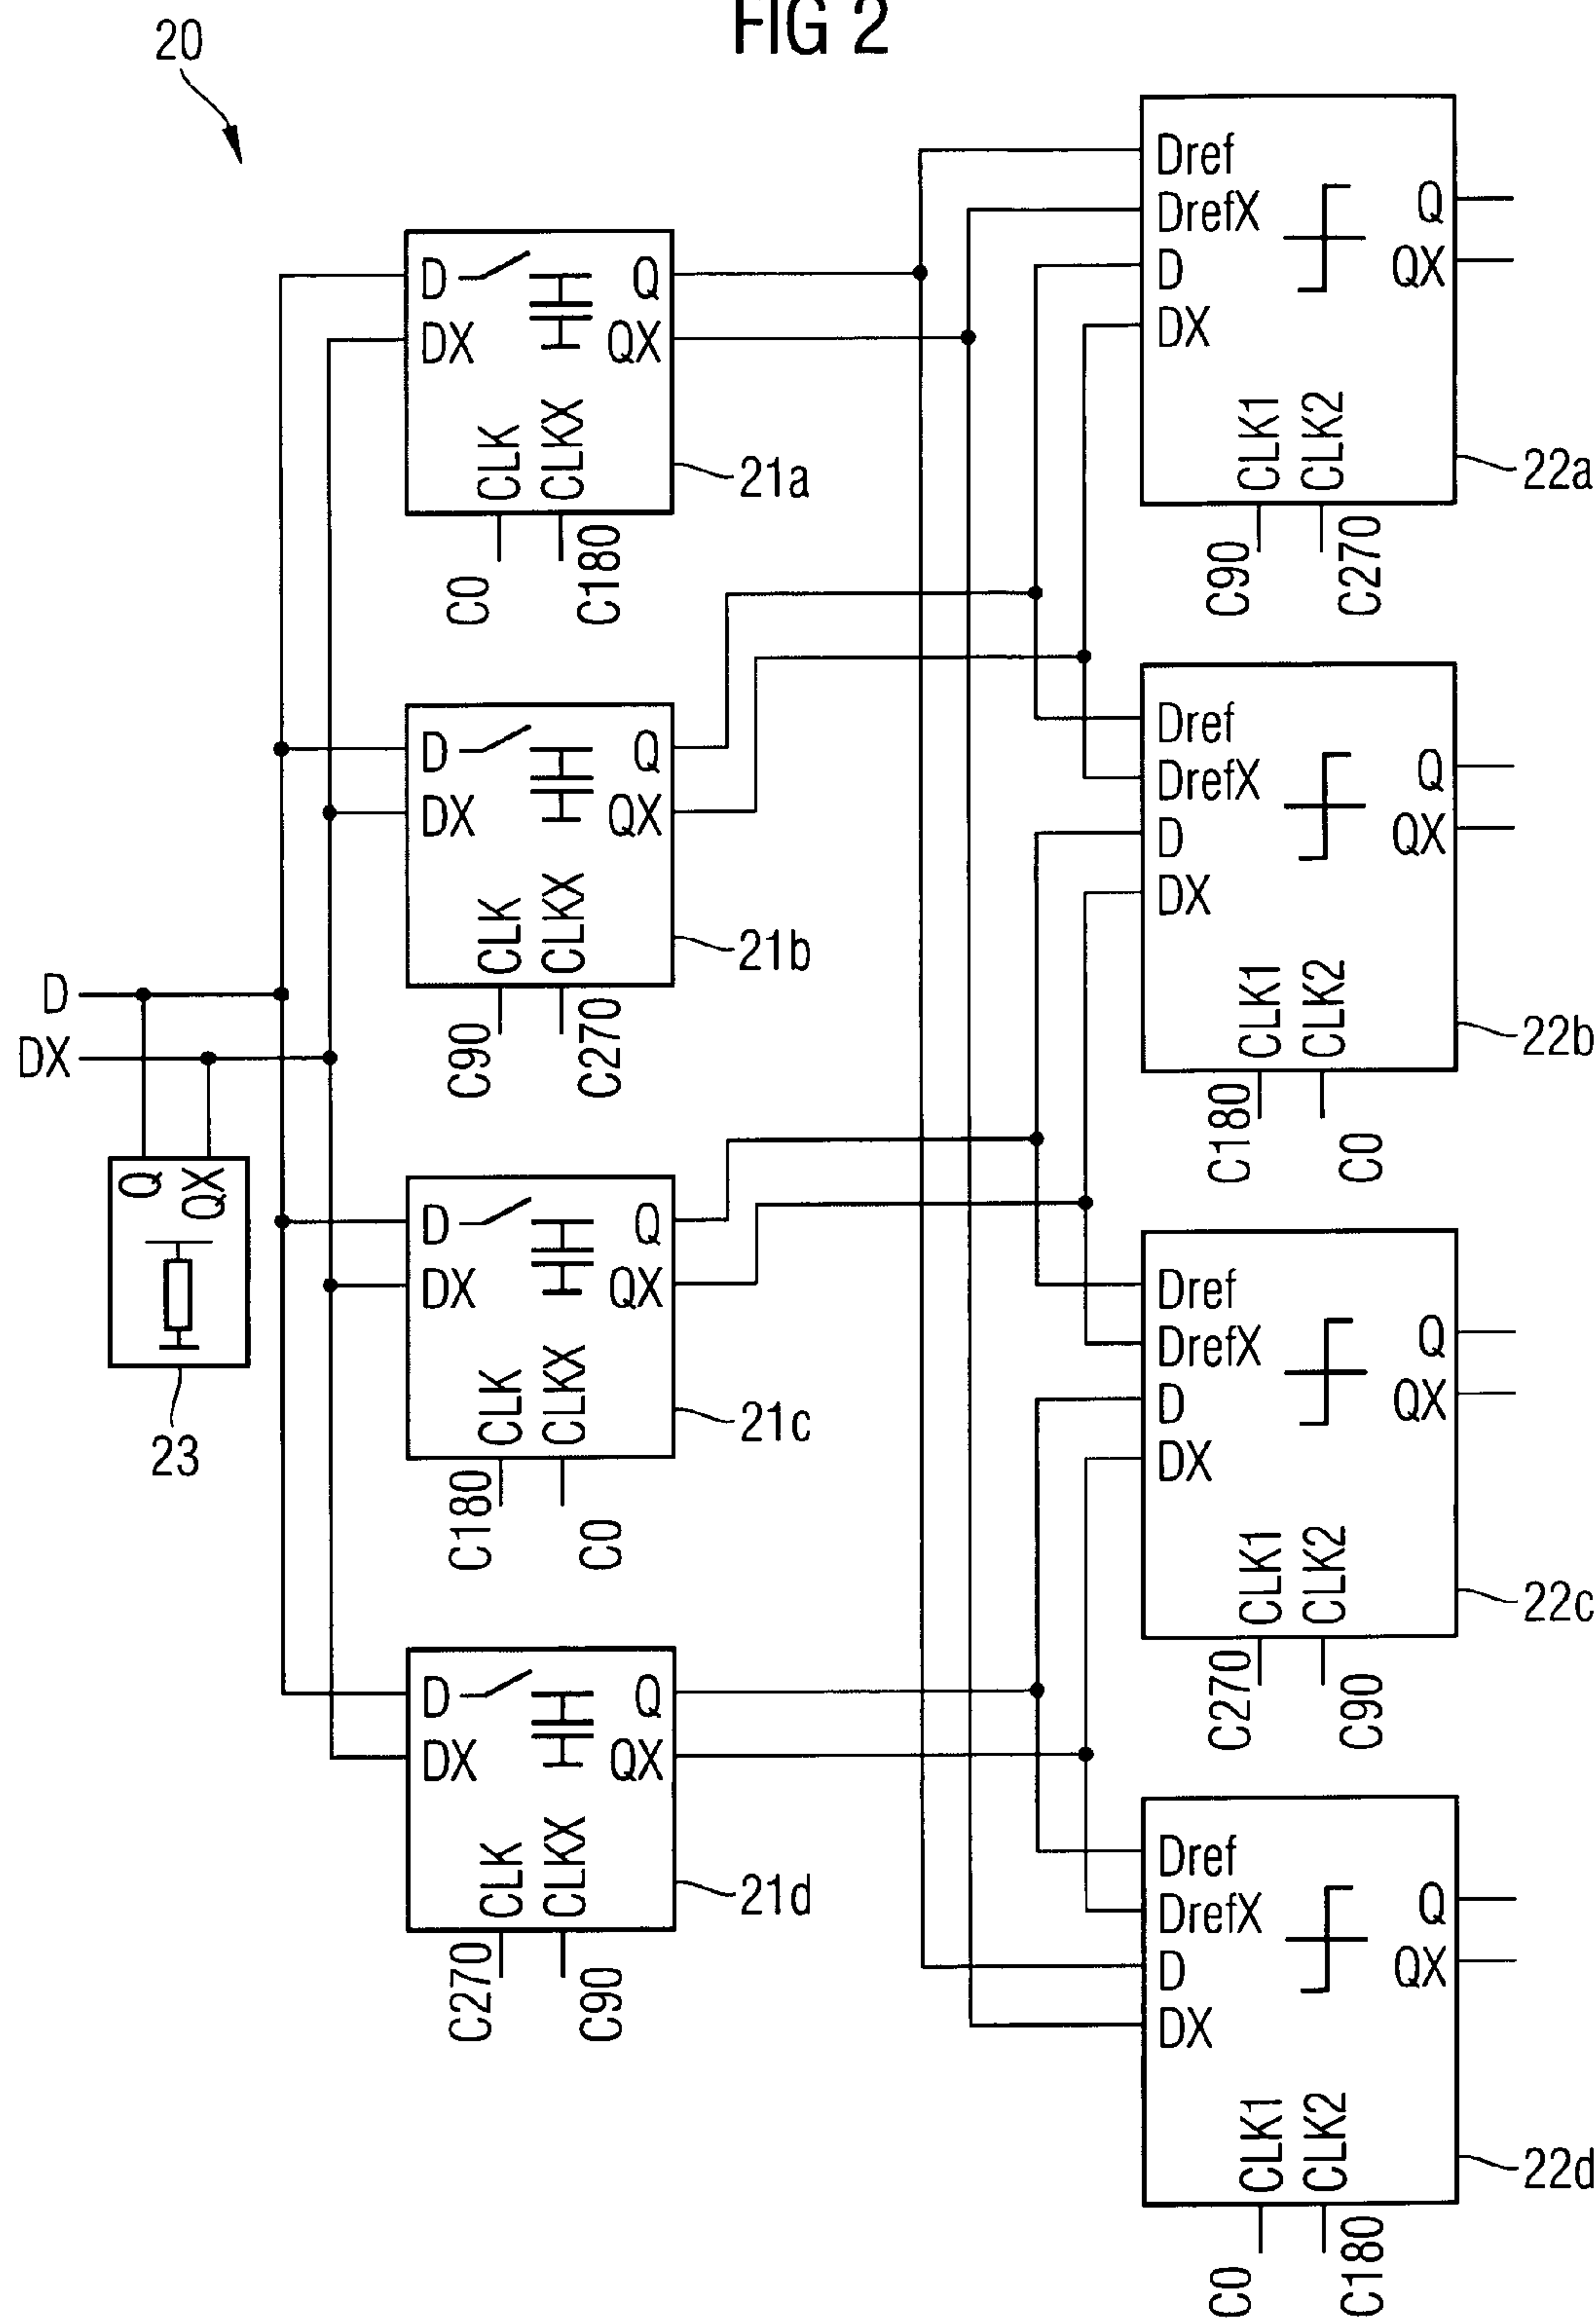 FIG 2
20
D
DX
Q
QX
23
D
Q
DX
QX
CLK
CLKX
C0
C180
21a
D
Q
DX
QX
CLK
CLKX
C90
C270
21b
D
Q
DX
QX
CLK
CLKX
C180
C0
21c
D
Q
DX
QX
CLK
CLKX
C270
C90
21d
Dref
DrefX
D
DX
Q
QX
CLK1
CLK2
C90
C270
22a
Dref
DrefX
D
DX
Q
QX
CLK1
CLK2
C180
C0
22b
Dref
DrefX
D
DX
Q
QX
CLK1
CLK2
C270
C90
22c
Dref
DrefX
D
DX
Q
QX
CLK1
CLK2
C0
C180
22d